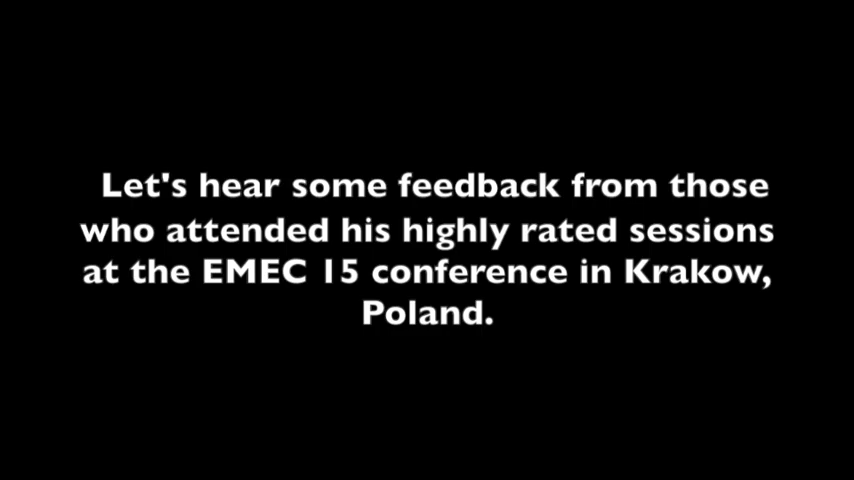 Let's hear some feedback from those
who attended his highly rated sessions
at the EMEC 15 conference in Krakow,
Poland.